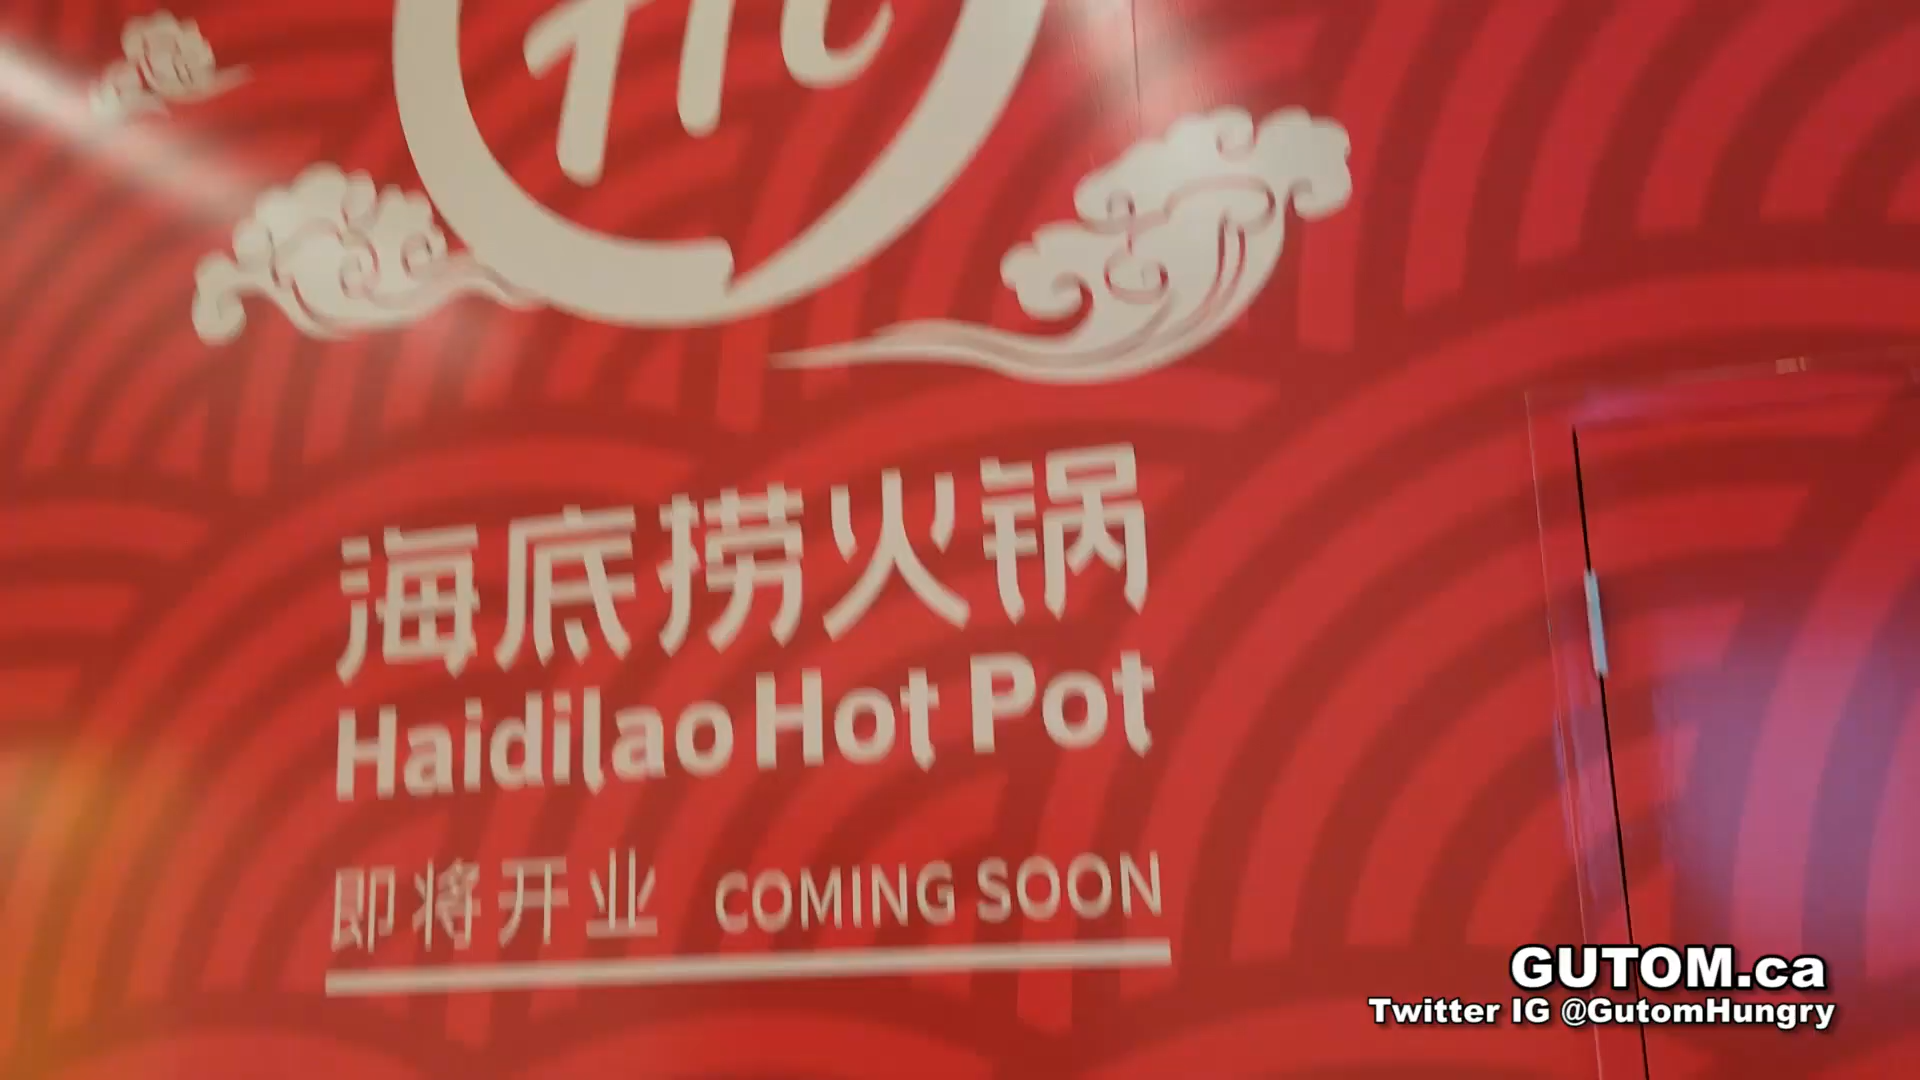 Hi
海底捞火锅
Haidilao Hot Pot
即将开业 COMING SOON
GUTOM.ca
Twitter IG @GutomHungry